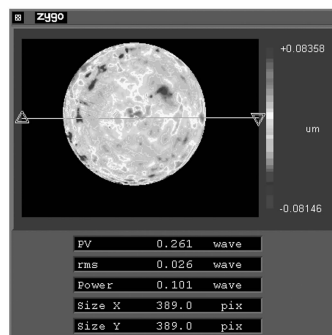 zygo
+0.08358
um
-0.08146
PV 0.261 wave
rms 0.026 wave
Power 0.101 wave
Size X 389.0 pix
Size Y 389.0 pix